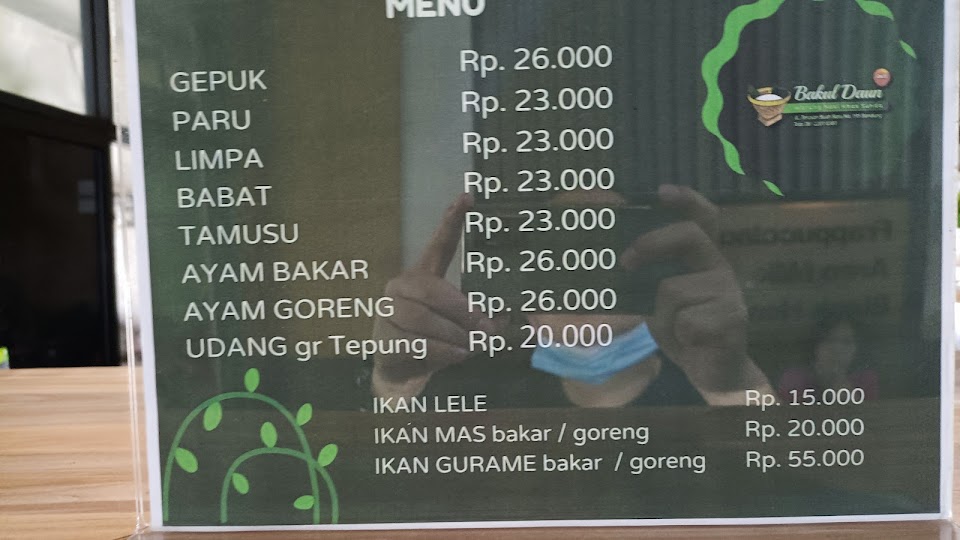 MENU
GEPUK Rp. 26.000
PARU Rp. 23.000
LIMPA Rp. 23.000
BABAT Rp. 23.000
TAMUSU Rp. 23.000
AYAM BAKAR Rp. 26.000
AYAM GORENG Rp. 26.000
UDANG gr Tepung Rp. 20.000
IKAN LELE Rp. 15.000
IKAN MAS bakar / goreng Rp. 20.000
IKAN GURAME bakar / goreng Rp. 55.000
Bakul Daun